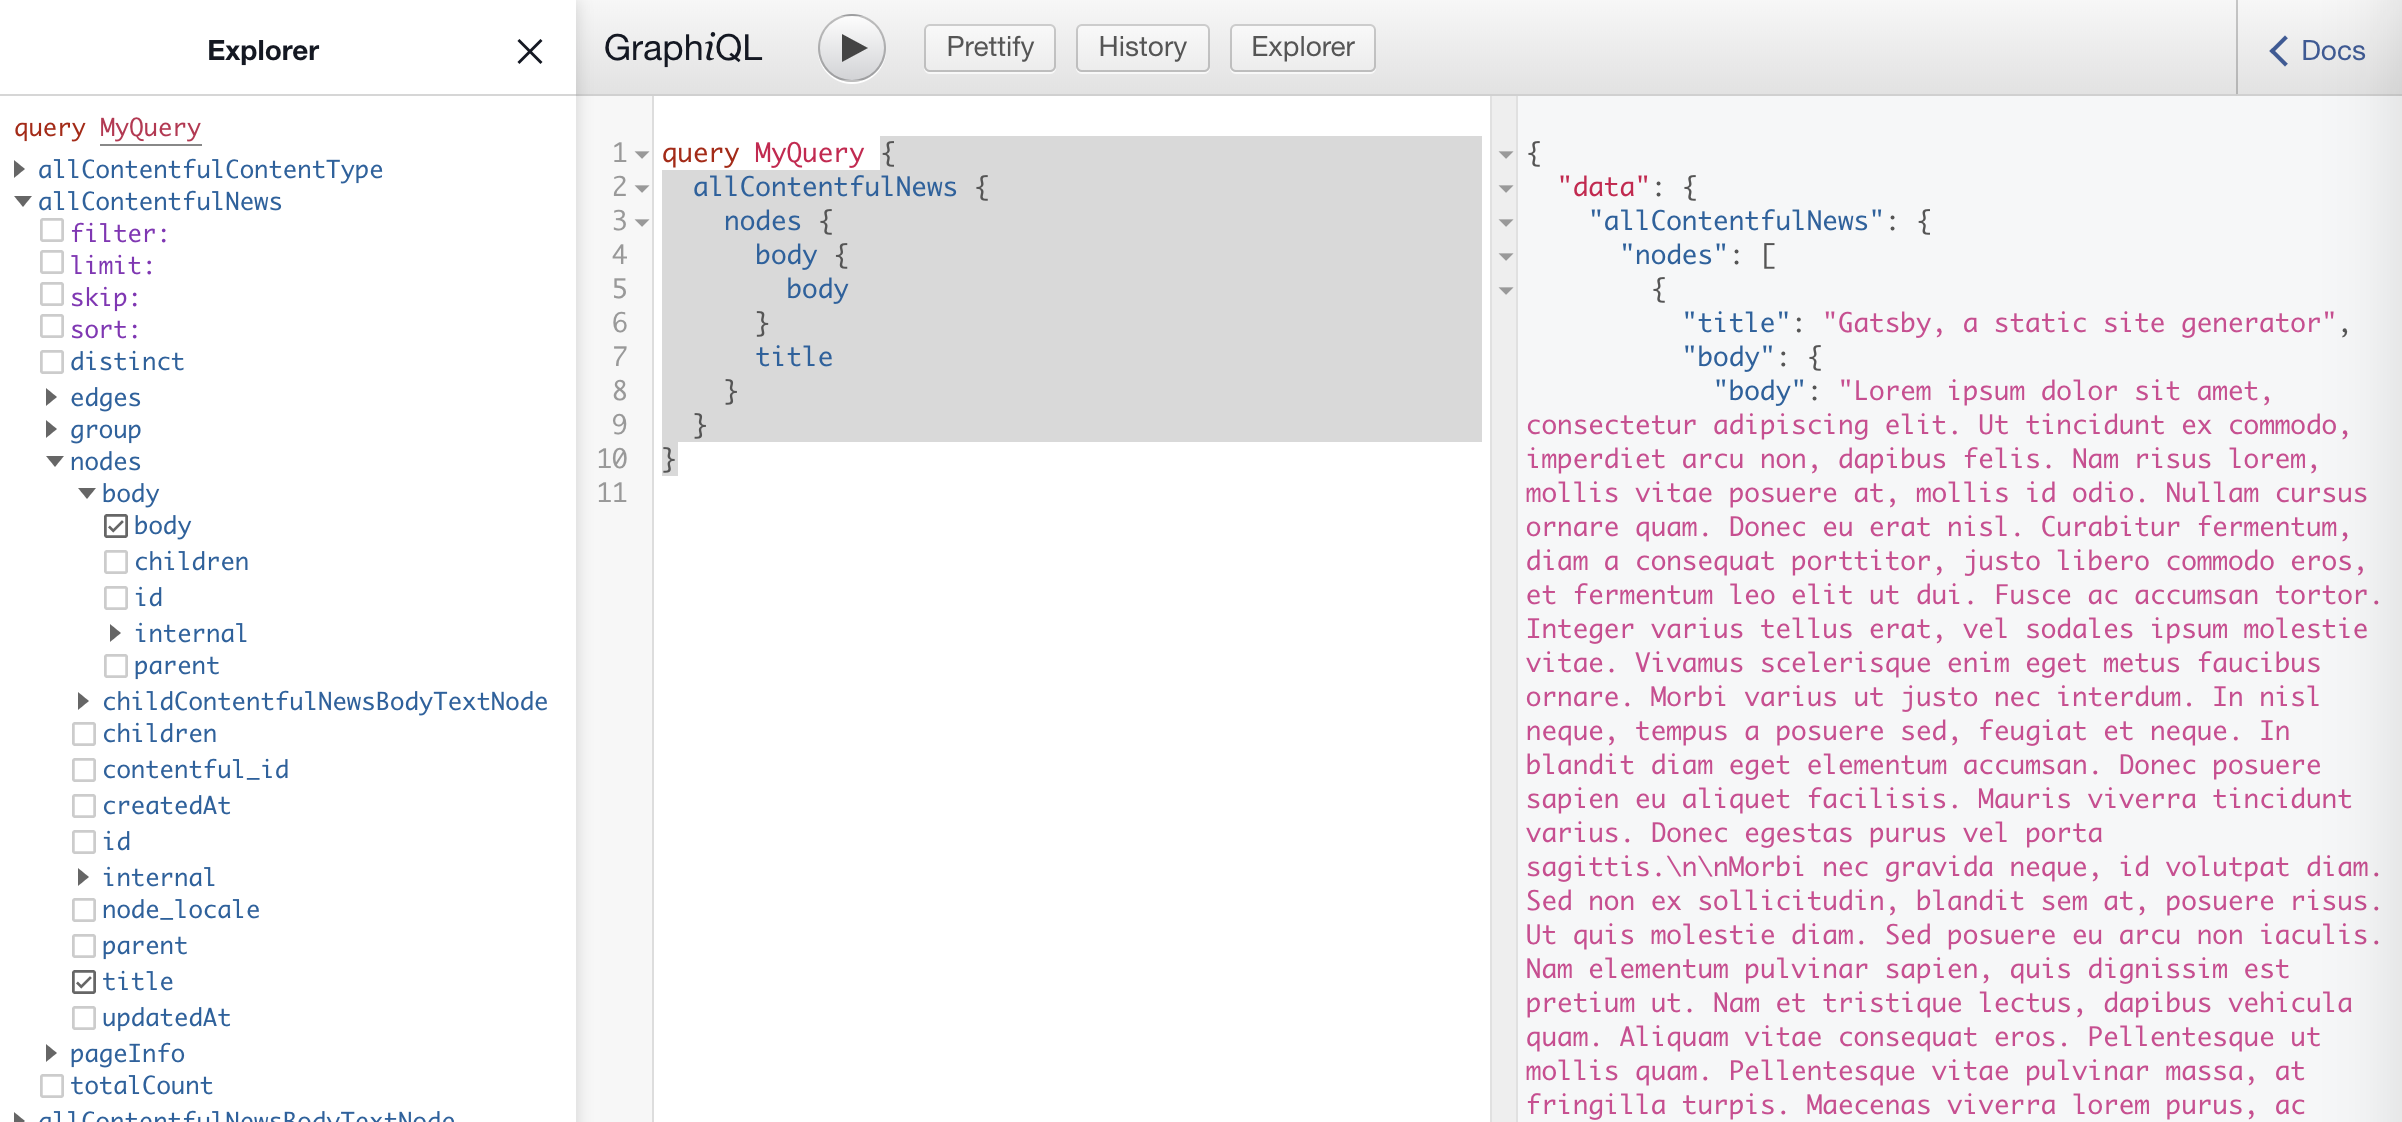 Explorer
query MyQuery
allContentfulContentType
allContentfulNews
filter:
limit:
skip:
sort:
distinct
edges
group
nodes
body
body
children
id
internal
parent
childContentfulNewsBodyTextNode
children
contentful_id
createdAt
id
internal
node_locale
parent
title
updatedAt
pageInfo
totalCount
allContentfulNewsBodyTextNode
GraphiQL
Prettify
History
Explorer
Docs
1 query MyQuery {
2 allContentfulNews {
3 nodes {
4 body {
5 body
6 }
7 title
8 }
9 }
10 }
11
{
"data": {
"allContentfulNews": {
"nodes": [
{
"title": "Gatsby, a static site generator",
"body": {
"body": "Lorem ipsum dolor sit amet,
consectetur adipiscing elit. Ut tincidunt ex commodo,
imperdiet arcu non, dapibus felis. Nam risus lorem,
mollis vitae posuere at, mollis id odio. Nullam cursus
ornare quam. Donec eu erat nisl. Curabitur fermentum,
diam a consequat porttitor, justo libero commodo eros,
et fermentum leo elit ut dui. Fusce ac accumsan tortor.
Integer varius tellus erat, vel sodales ipsum molestie
vitae. Vivamus scelerisque enim eget metus faucibus
ornare. Morbi varius ut justo nec interdum. In nisl
neque, tempus a posuere sed, feugiat et neque. In
blandit diam eget elementum accumsan. Donec posuere
sapien eu aliquet facilisis. Mauris viverra tincidunt
varius. Donec egestas purus vel porta
sagittis.\n\nMorbi nec gravida neque, id volutpat diam.
Sed non ex sollicitudin, blandit sem at, posuere risus.
Ut quis molestie diam. Sed posuere eu arcu non iaculis.
Nam elementum pulvinar sapien, quis dignissim est
pretium ut. Nam et tristique lectus, dapibus vehicula
quam. Aliquam vitae consequat eros. Pellentesque ut
mollis quam. Pellentesque vitae pulvinar massa, at
fringilla turpis. Maecenas viverra lorem purus, ac